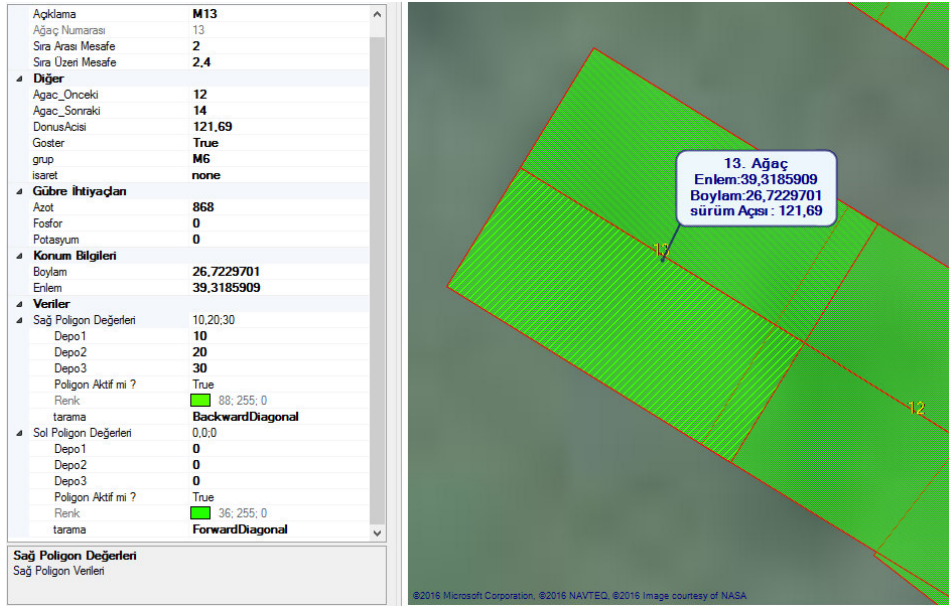 Açıklama M13
Ağaç Numarası 13
Sıra Arası Mesafe 2
Sıra Üzeri Mesafe 2,4
Diğer
Agac_Onceki 12
Agac_Sonraki 14
DonusAcisi 121,69
Goster True
grup M6
isaret none
Gübre İhtiyaçları
Azot 868
Fosfor 0
Potasyum 0
Konum Bilgileri
Boylam 26,7229701
Enlem 39,3185909
Veriler
Sağ Poligon Değerleri 10,20;30
Depo1 10
Depo2 20
Depo3 30
Poligon Aktif mi ? True
Renk 88; 255; 0
tarama BackwardDiagonal
Sol Poligon Değerleri 0,0;0
Depo1 0
Depo2 0
Depo3 0
Poligon Aktif mi ? True
Renk 36; 255; 0
tarama ForwardDiagonal
Sağ Poligon Değerleri
Sağ Poligon Verileri
13. Ağaç
Enlem:39,3185909
Boylam:26,7229701
sürüm Açısı : 121,69
13
12
©2016 Microsoft Corporation, ©2016 NAVTEQ, ©2016 Image courtesy of NASA